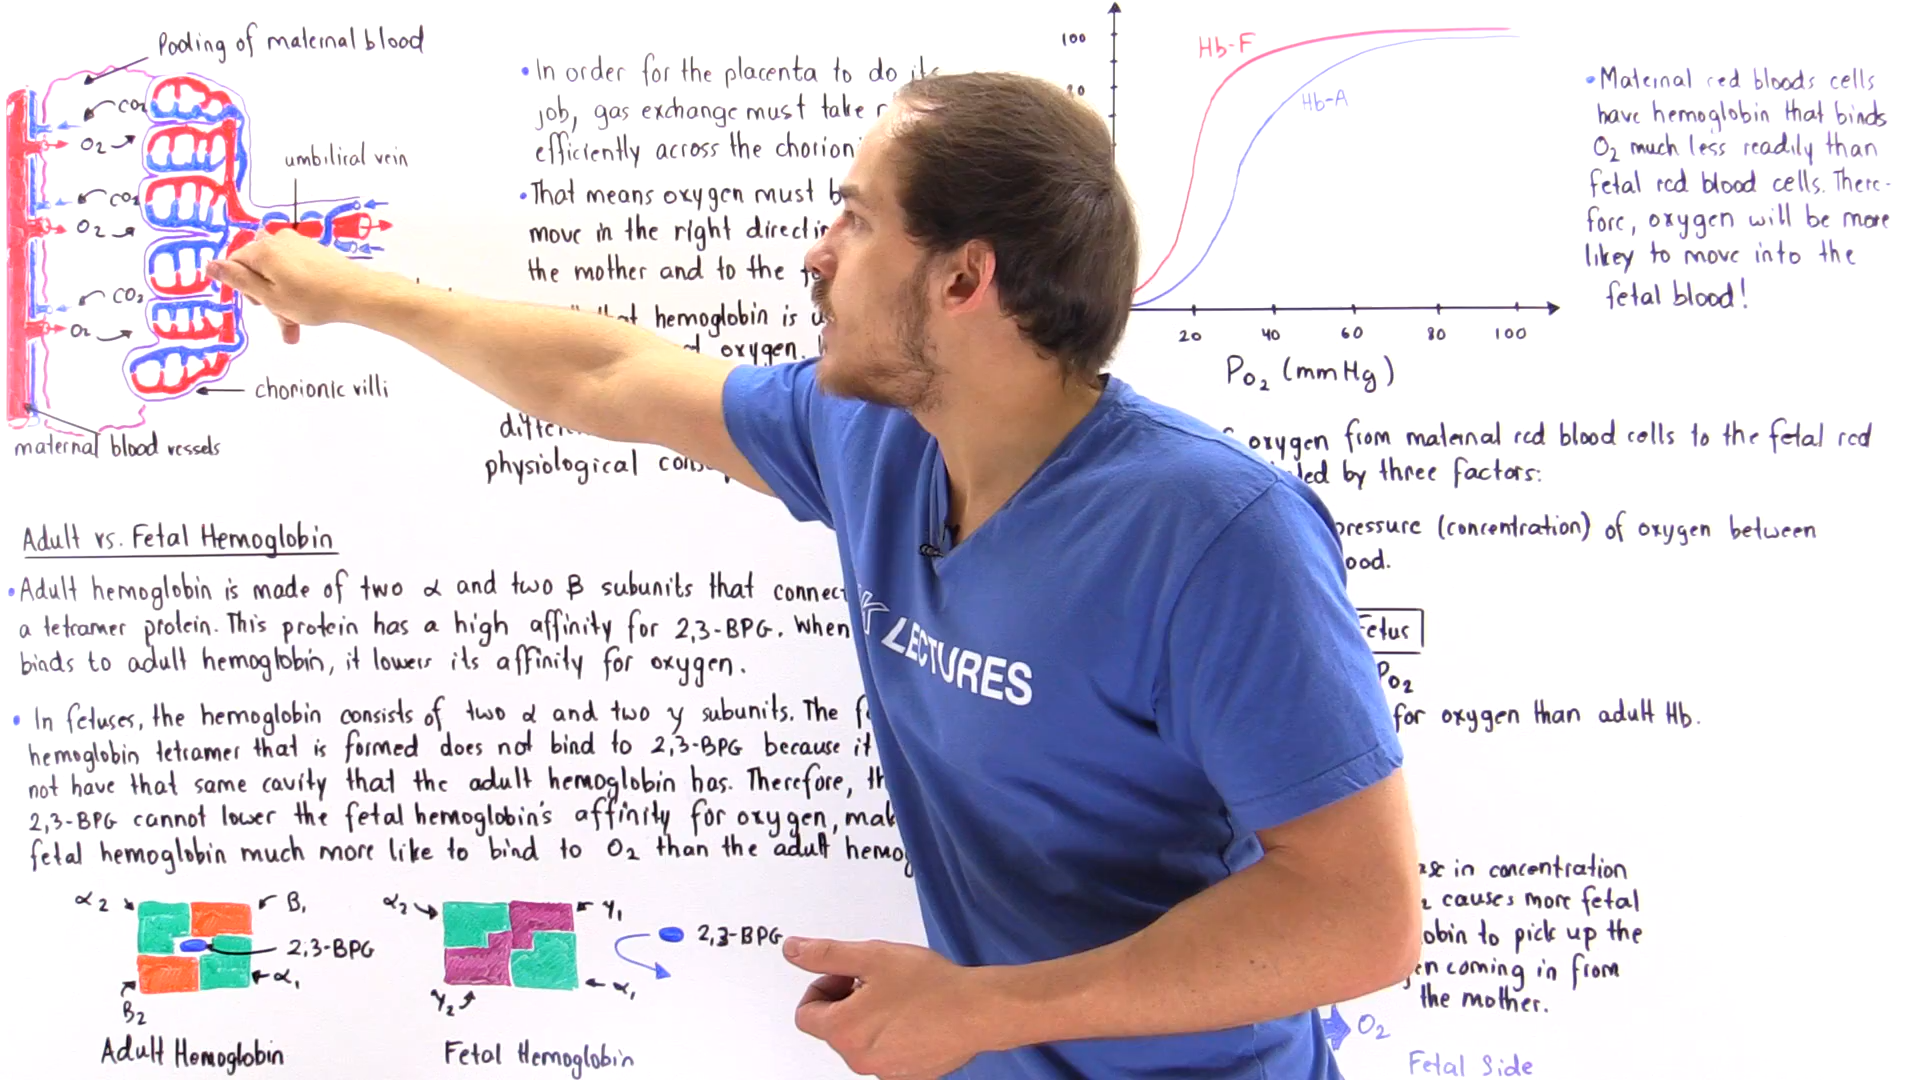 Pooling of maternal blood
CO2
O2
umbilical vein
CO2
O2
CO2
O2
chorionic villi
maternal blood vessels
• In order for the placenta to do its
job, gas exchange must take
efficiently across the chorion
• That means oxygen must
move in the right
the mother and to the
hemoglobin is
oxygen.
physiological
100
Hb-F
Hb-A
20 40 60 80 100
PO2 (mmHg)
• Maternal red bloods cells
have hemoglobin that binds
O2 much less readily than
fetal red blood cells. There-
fore, oxygen will be more
likey to move into the
fetal blood!
oxygen from maternal red blood cells to the fetal red
by three factors:
pressure (concentration) of oxygen between
Fetus
PO2
for oxygen than adult Hb.
in concentration
causes more fetal
to pick up the
coming in from
the mother.
O2
Fetal Side
Adult vs. Fetal Hemoglobin
• Adult hemoglobin is made of two α and two β subunits that connect
a tetramer protein. This protein has a high affinity for 2,3-BPG. When
binds to adult hemoglobin, it lowers its affinity for oxygen.
• In fetuses, the hemoglobin consists of two α and two γ subunits. The
hemoglobin tetramer that is formed does not bind to 2,3-BPG because it
not have that same cavity that the adult hemoglobin has. Therefore,
2,3-BPG cannot lower the fetal hemoglobin's affinity for oxygen,
fetal hemoglobin much more like to bind to O2 than the adult
α2
B1
2,3-BPG
α1
B2
Adult Hemoglobin
α2
γ1
2,3-BPG
α1
γ2
Fetal Hemoglobin
LECTURES